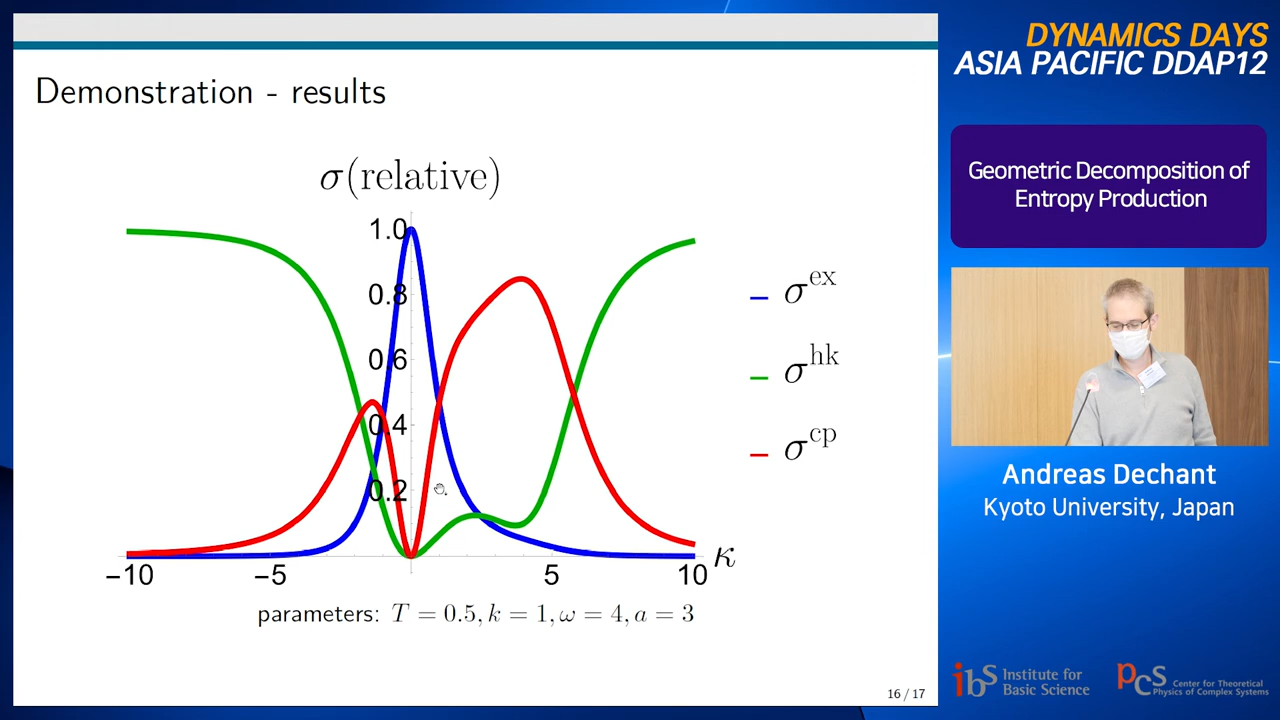 Demonstration - results
σ(relative)
1.0
0.8
0.6
0.4
0.2
−10
−5
5
10
κ
σ^ex
σ^hk
σ^cp
parameters: T = 0.5, k = 1, ω = 4, a = 3
16 / 17
DYNAMICS DAYS
ASIA PACIFIC DDAP12
Geometric Decomposition of
Entropy Production
Andreas Dechant
Kyoto University, Japan
ibs Institute for
Basic Science
pcs Center for Theoretical
Physics of Complex Systems